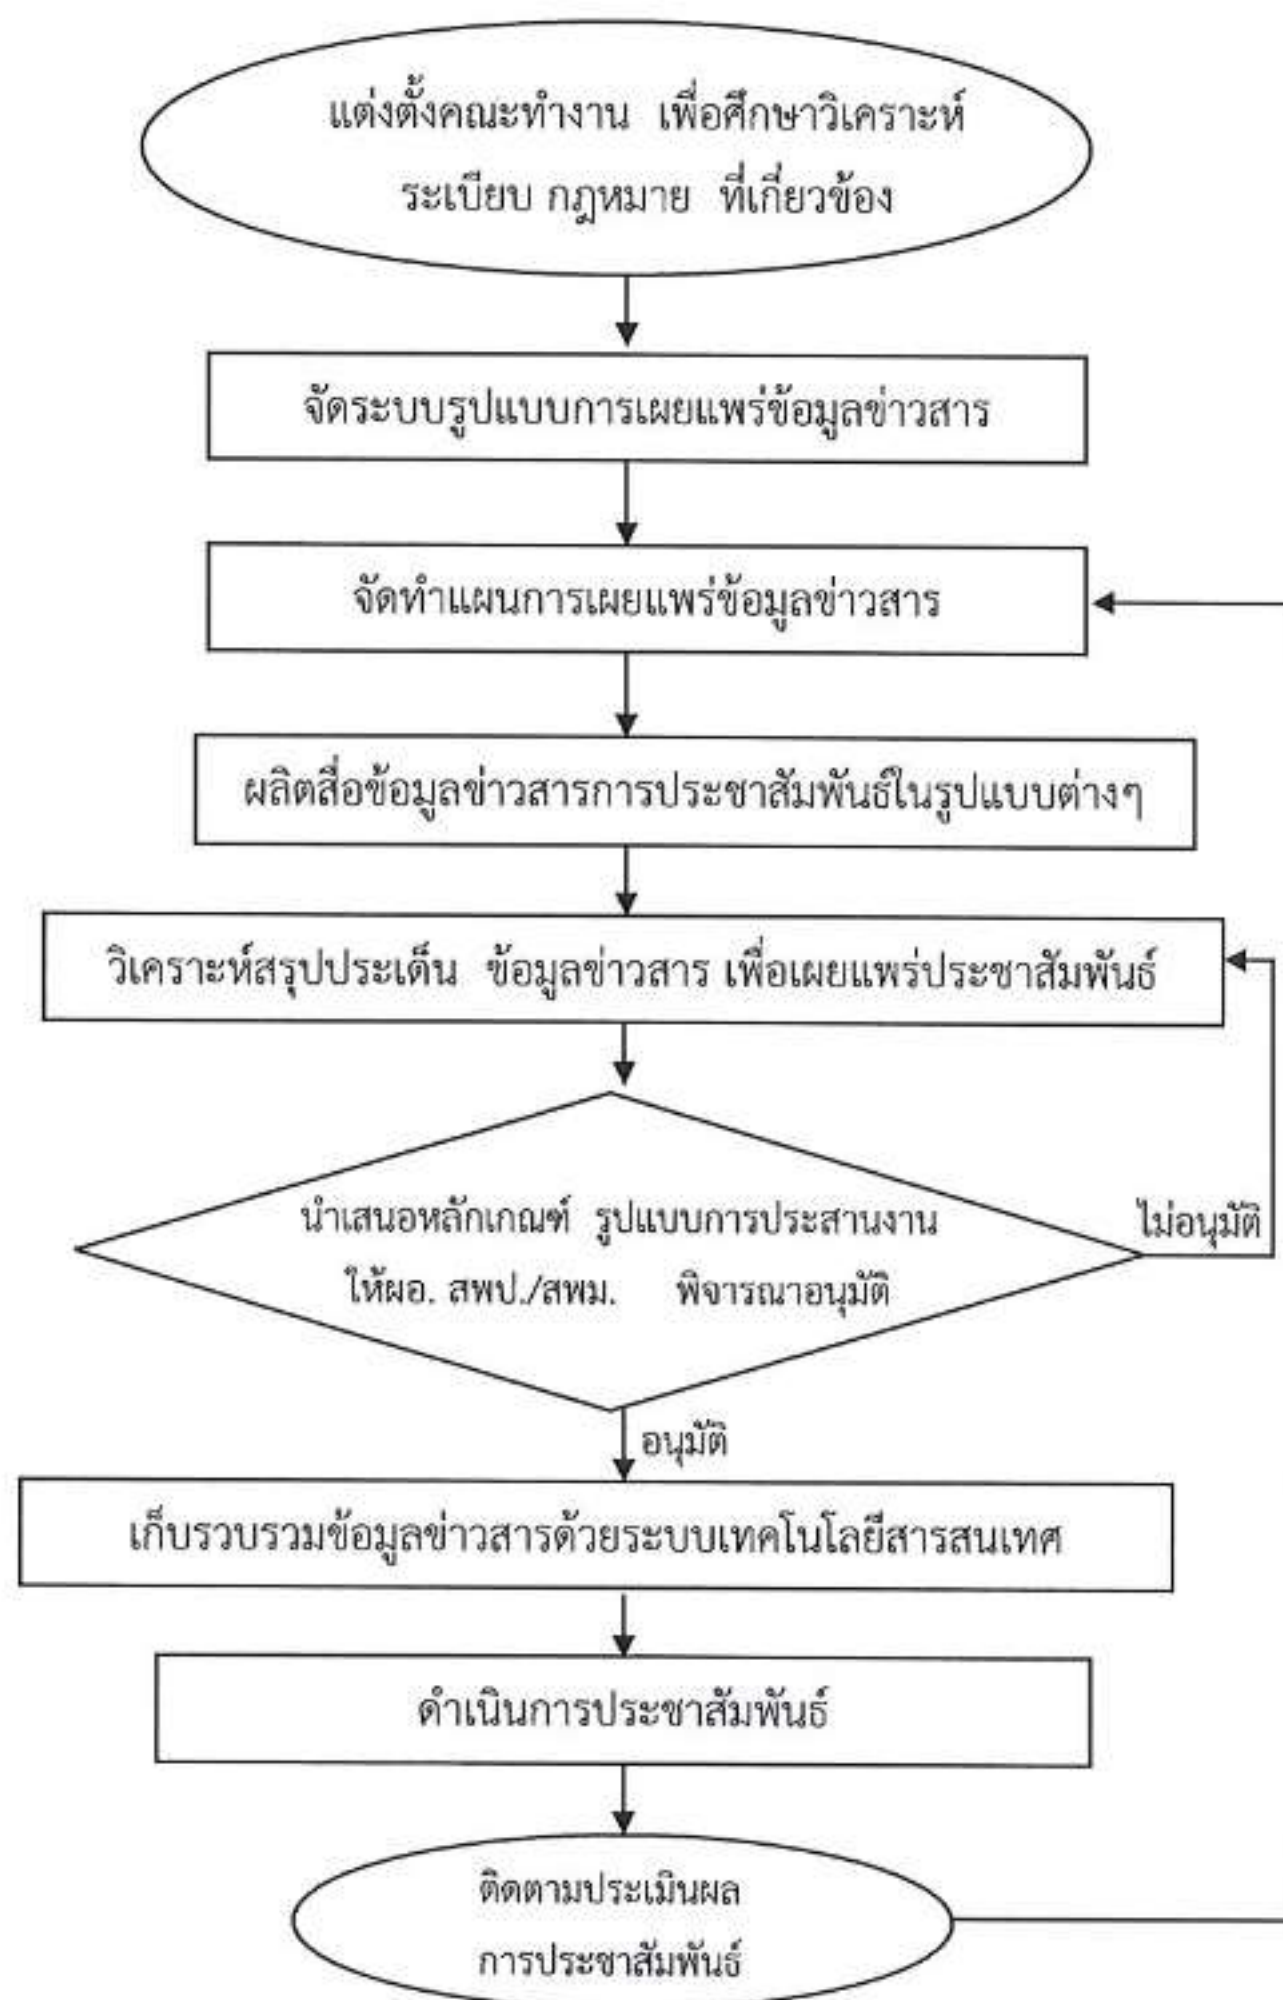 แต่งตั้งคณะทำงาน เพื่อศึกษาวิเคราะห์
ระเบียบ กฎหมาย ที่เกี่ยวข้อง
จัดระบบรูปแบบการเผยแพร่ข้อมูลข่าวสาร
จัดทำแผนการเผยแพร่ข้อมูลข่าวสาร
ผลิตสื่อข้อมูลข่าวสารการประชาสัมพันธ์ในรูปแบบต่างๆ
วิเคราะห์สรุปประเด็น ข้อมูลข่าวสาร เพื่อเผยแพร่ประชาสัมพันธ์
นำเสนอหลักเกณฑ์ รูปแบบการประสานงาน
ให้ผอ. สพป./สพม. พิจารณาอนุมัติ
ไม่อนุมัติ
อนุมัติ
เก็บรวบรวมข้อมูลข่าวสารด้วยระบบเทคโนโลยีสารสนเทศ
ดำเนินการประชาสัมพันธ์
ติดตามประเมินผล
การประชาสัมพันธ์